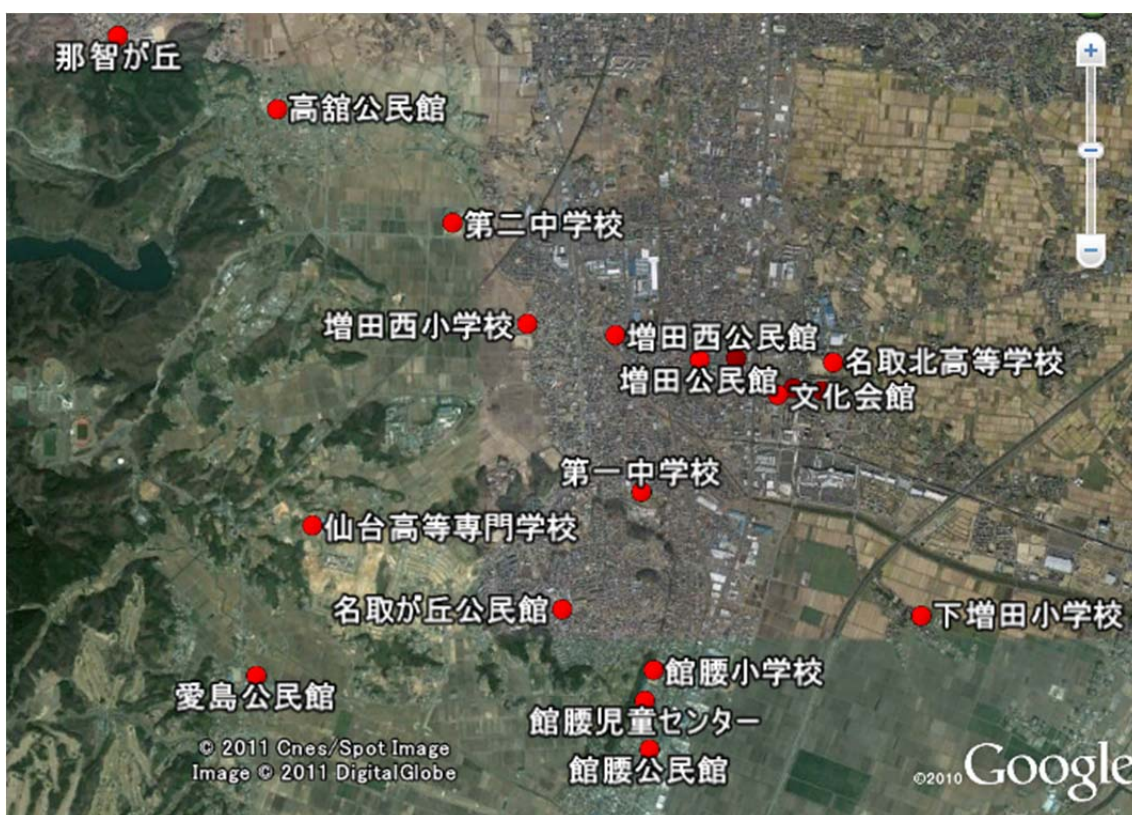 那智が丘
高舘公民館
第二中学校
増田西小学校
増田西公民館
名取北高等学校
増田公民館
文化会館
第一中学校
仙台高等専門学校
名取が丘公民館
下増田小学校
館腰小学校
愛島公民館
館腰児童センター
© 2011 Cnes/Spot Image
Image © 2011 DigitalGlobe
館腰公民館
©2010 Google